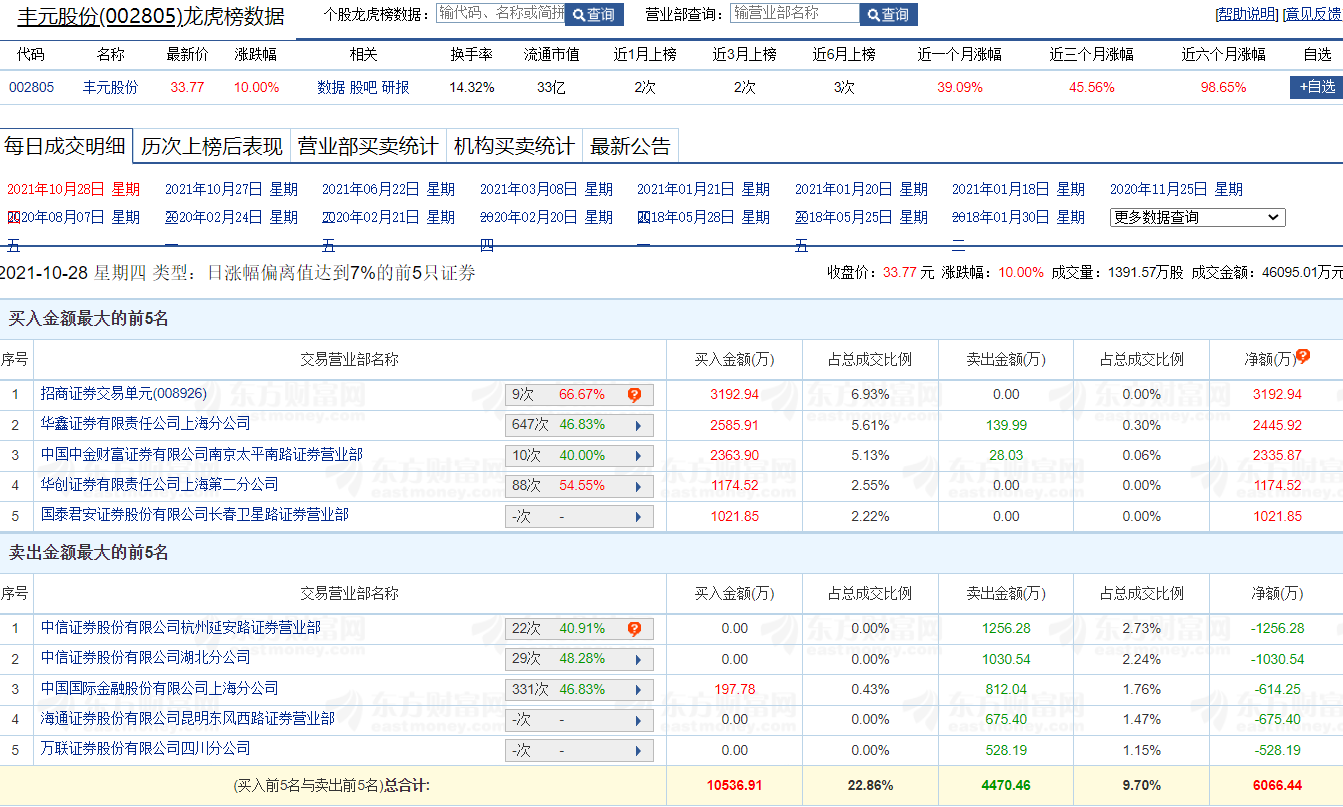 丰元股份(002805)龙虎榜数据 个股龙虎榜数据： 输代码、名称或简拼 查询 营业部查询： 输营业部名称 查询 [帮助说明] [意见反馈
代码 名称 最新价 涨跌幅 相关 换手率 流通市值 近1月上榜 近3月上榜 近6月上榜 近一个月涨幅 近三个月涨幅 近六个月涨幅 自选
002805 丰元股份 33.77 10.00% 数据 股吧 研报 14.32% 33亿 2次 2次 3次 39.09% 45.56% 98.65% +自选
每日成交明细 历次上榜后表现 营业部买卖统计 机构买卖统计 最新公告
2021年10月28日 星期 2021年10月27日 星期 2021年06月22日 星期 2021年03月08日 星期 2021年01月21日 星期 2021年01月20日 星期 2021年01月18日 星期 2020年11月25日 星期
2020年08月07日 星期 2020年02月24日 星期 2020年02月21日 星期 2020年02月20日 星期 2018年05月28日 星期 2018年05月25日 星期 2018年01月30日 星期 更多数据查询
五 一 五 四 一 五 二
2021-10-28 星期四 类型：日涨幅偏离值达到7%的前5只证券 收盘价：33.77 元 涨跌幅：10.00% 成交量：1391.57万股 成交金额：46095.01万元
买入金额最大的前5名
序号 交易营业部名称 买入金额(万) 占总成交比例 卖出金额(万) 占总成交比例 净额(万)
1 招商证券交易单元(008926) 9次 66.67% 3192.94 6.93% 0.00 0.00% 3192.94
2 华鑫证券有限责任公司上海分公司 647次 46.83% 2585.91 5.61% 139.99 0.30% 2445.92
3 中国中金财富证券有限公司南京太平南路证券营业部 10次 40.00% 2363.90 5.13% 28.03 0.06% 2335.87
4 华创证券有限责任公司上海第二分公司 88次 54.55% 1174.52 2.55% 0.00 0.00% 1174.52
5 国泰君安证券股份有限公司长春卫星路证券营业部 -次 - 1021.85 2.22% 0.00 0.00% 1021.85
卖出金额最大的前5名
序号 交易营业部名称 买入金额(万) 占总成交比例 卖出金额(万) 占总成交比例 净额(万)
1 中信证券股份有限公司杭州延安路证券营业部 22次 40.91% 0.00 0.00% 1256.28 2.73% -1256.28
2 中信证券股份有限公司湖北分公司 29次 48.28% 0.00 0.00% 1030.54 2.24% -1030.54
3 中国国际金融股份有限公司上海分公司 331次 46.83% 197.78 0.43% 812.04 1.76% -614.25
4 海通证券股份有限公司昆明东风西路证券营业部 -次 - 0.00 0.00% 675.40 1.47% -675.40
5 万联证券股份有限公司四川分公司 -次 - 0.00 0.00% 528.19 1.15% -528.19
(买入前5名与卖出前5名)总合计: 10536.91 22.86% 4470.46 9.70% 6066.44